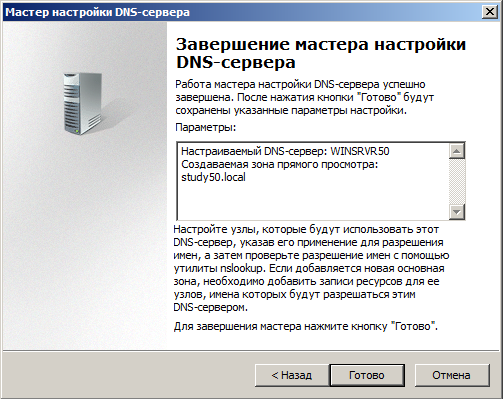 Мастер настройки DNS-сервера
Завершение мастера настройки
DNS-сервера
Работа мастера настройки DNS-сервера успешно
завершена. После нажатия кнопки "Готово" будут
сохранены указанные параметры настройки.
Параметры:
Настраиваемый DNS-сервер: WINSRVR50
Создаваемая зона прямого просмотра:
study50.local
Настройте узлы, которые будут использовать этот
DNS-сервер, указав его применение для разрешения
имен, а затем проверьте разрешение имен с помощью
утилиты nslookup. Если добавляется новая основная
зона, необходимо добавить записи ресурсов для ее
узлов, имена которых будут разрешаться этим
DNS-сервером.
Для завершения мастера нажмите кнопку "Готово".
< Назад
Готово
Отмена